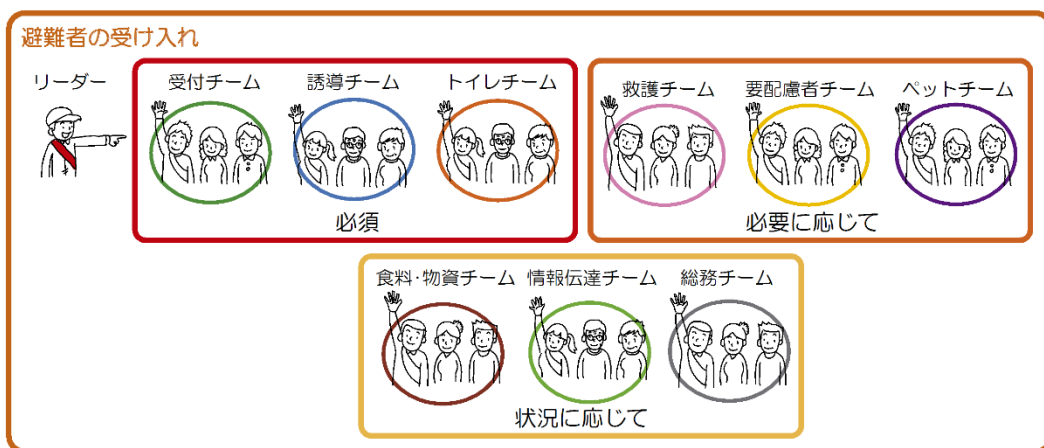 避難者の受け入れ
リーダー
受付チーム
誘導チーム
トイレチーム
必須
救護チーム
要配慮者チーム
ペットチーム
必要に応じて
食料・物資チーム
情報伝達チーム
総務チーム
状況に応じて